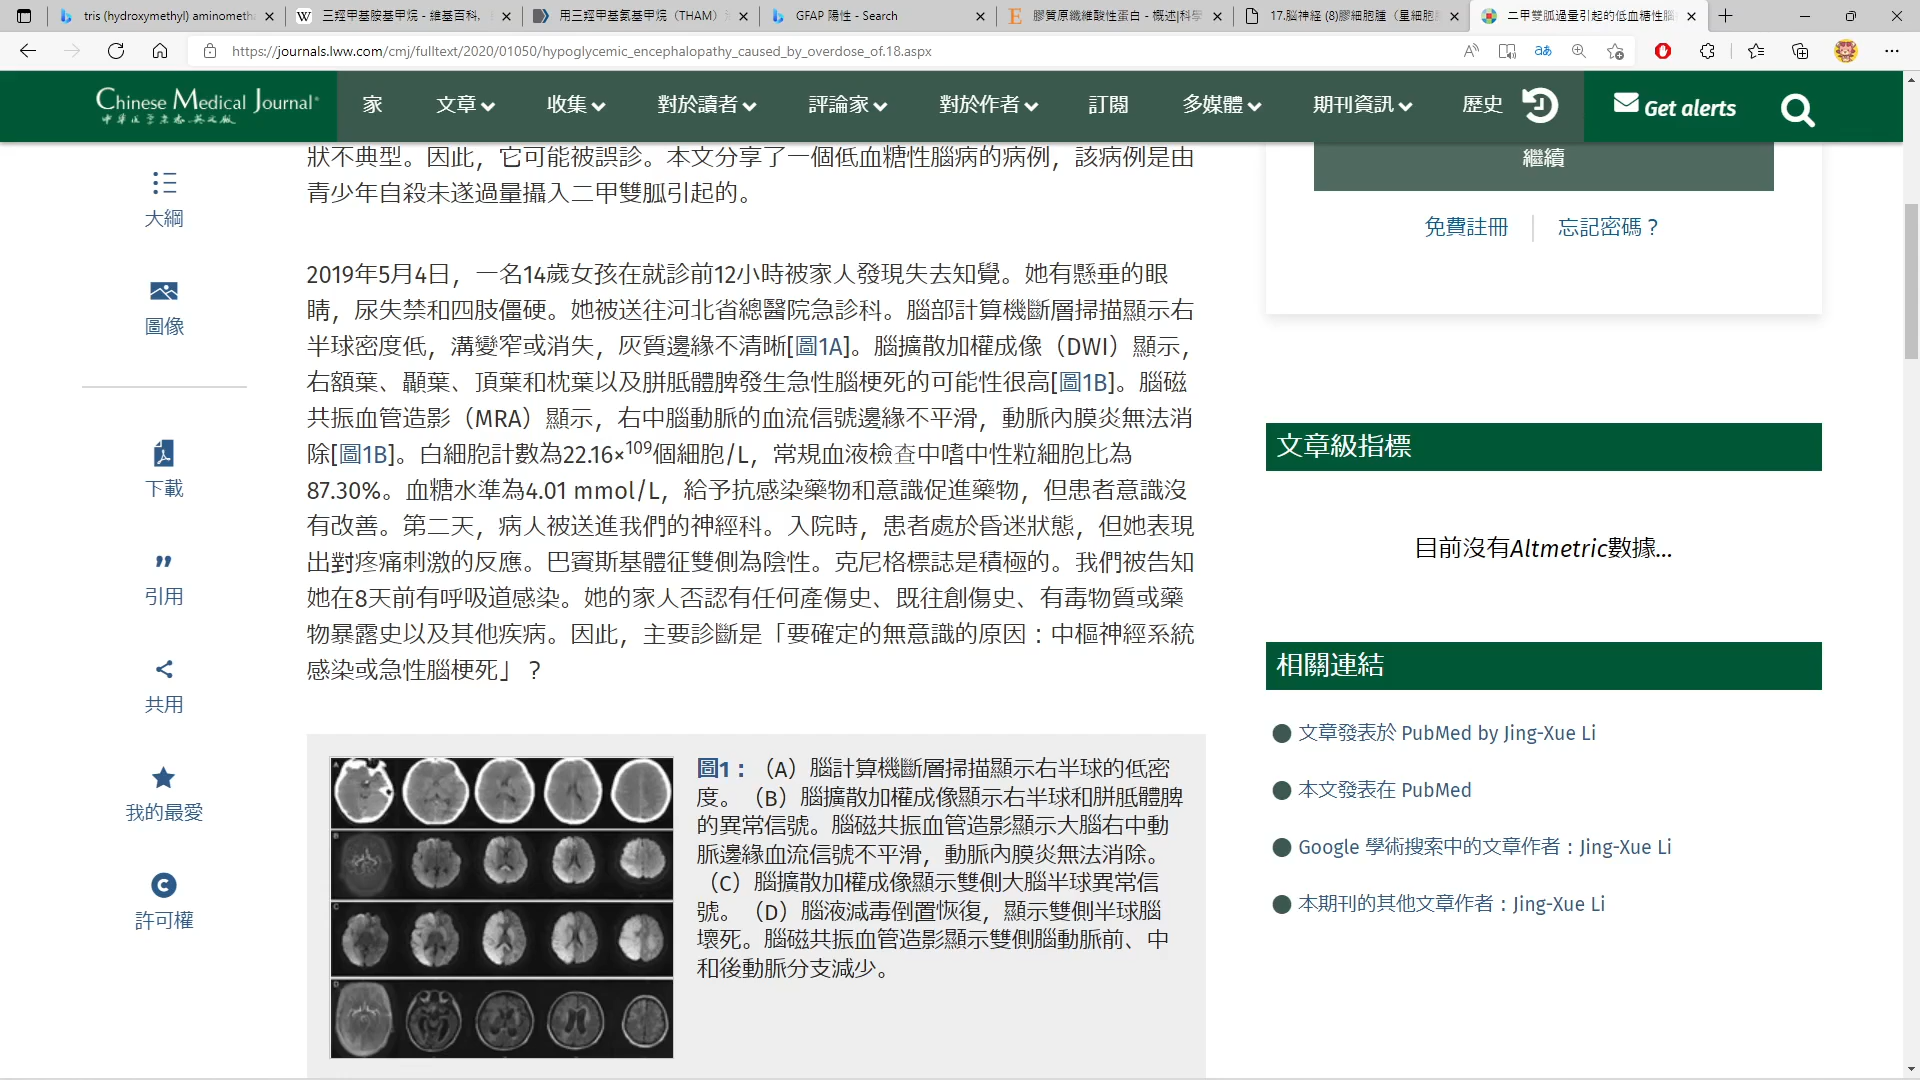 tris (hydroxymethyl) aminometh
三羥甲基胺基甲烷 - 維基百科,
用三羥甲基氨基甲烷（THAM）
GFAP 陽性 - Search
膠質原纖維酸性蛋白 - 概述|科學
17.脳神経 (8)膠細胞腫（星細胞
二甲雙胍過量引起的低血糖性腦
https://journals.lww.com/cmj/fulltext/2020/01050/hypoglycemic_encephalopathy_caused_by_overdose_of.18.aspx
Chinese Medical Journal
家 文章 收集 對於讀者 評論家 對於作者 訂閱 多媒體 期刊資訊 歷史 Get alerts
狀不典型。因此，它可能被誤診。本文分享了一個低血糖性腦病的病例，該病例是由
青少年自殺未遂過量攝入二甲雙胍引起的。
2019年5月4日，一名14歲女孩在就診前12小時被家人發現失去知覺。她有懸垂的眼
睛，尿失禁和四肢僵硬。她被送往河北省總醫院急診科。腦部計算機斷層掃描顯示右
半球密度低，溝變窄或消失，灰質邊緣不清晰[圖1A]。腦擴散加權成像（DWI）顯示，
右額葉、顳葉、頂葉和枕葉以及胼胝體脾發生急性腦梗死的可能性很高[圖1B]。腦磁
共振血管造影（MRA）顯示，右中腦動脈的血流信號邊緣不平滑，動脈內膜炎無法消
除[圖1B]。白細胞計數為22.16×109個細胞/L，常規血液檢查中嗜中性粒細胞比為
87.30%。血糖水準為4.01 mmol/L，給予抗感染藥物和意識促進藥物，但患者意識沒
有改善。第二天，病人被送進我們的神經科。入院時，患者處於昏迷狀態，但她表現
出對疼痛刺激的反應。巴賓斯基體征雙側為陰性。克尼格標誌是積極的。我們被告知
她在8天前有呼吸道感染。她的家人否認有任何產傷史、既往創傷史、有毒物質或藥
物暴露史以及其他疾病。因此，主要診斷是「要確定的無意識的原因：中樞神經系統
感染或急性腦梗死」？
圖1：（A）腦計算機斷層掃描顯示右半球的低密
度。（B）腦擴散加權成像顯示右半球和胼胝體脾
的異常信號。腦磁共振血管造影顯示大腦右中動
脈邊緣血流信號不平滑，動脈內膜炎無法消除。
（C）腦擴散加權成像顯示雙側大腦半球異常信
號。（D）腦液減毒倒置恢復，顯示雙側半球腦
壞死。腦磁共振血管造影顯示雙側腦動脈前、中
和後動脈分支減少。
A
B
C
D
大綱
圖像
下載
引用
共用
我的最愛
許可權
繼續
免費註冊 忘記密碼？
文章級指標
目前沒有Altmetric數據...
相關連結
文章發表於 PubMed by Jing-Xue Li
本文發表在 PubMed
Google 學術搜索中的文章作者：Jing-Xue Li
本期刊的其他文章作者：Jing-Xue Li